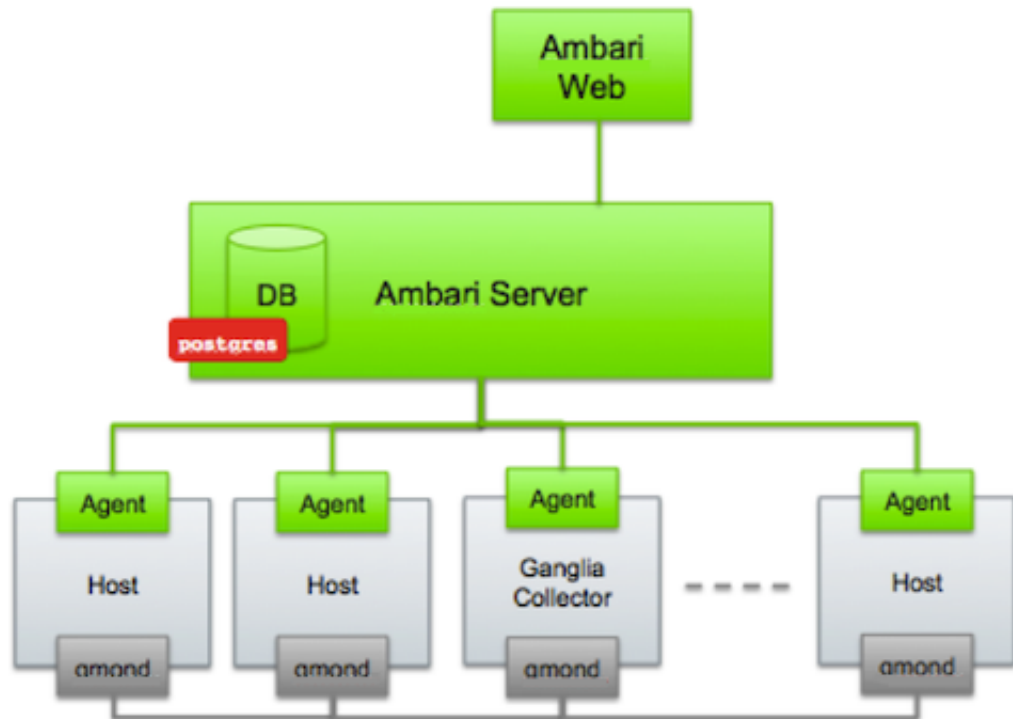 Ambari
Web
DB
Ambari Server
postgres
Agent
Agent
Agent
Agent
Host
Host
Ganglia
Collector
Host
gmond
gmond
gmond
gmond